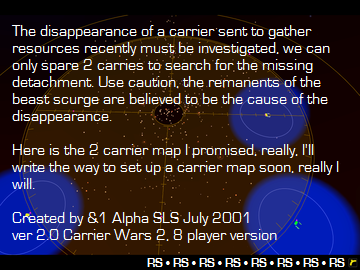 The disappearance of a carrier sent to gather
resources recently must be investigated, we can
only spare 2 carries to search for the missing
detachment. Use caution, the remanents of the
beast scurge are believed to be the cause of the
disappearance.
Here is the 2 carrier map I promised, really, I'll
write the way to set up a carrier map soon, really I
will.
Created by &1 Alpha SLS July 2001
ver 2.0 Carrier Wars 2, 8 player version
RS • RS • RS • RS • RS • RS • RS • RS r